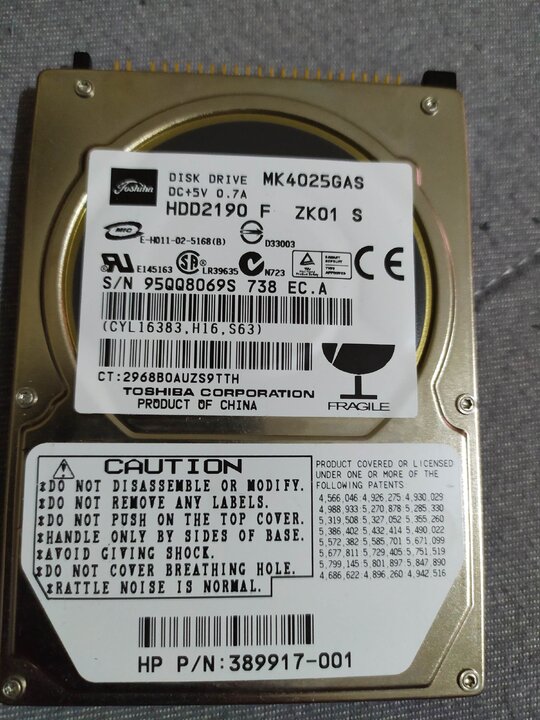 Toshiba
DISK DRIVE MK4025GAS
DC+5V 0.7A
HDD2190 F ZK01 S
MIC E-H011-02-5168(B) D33003
E145163 LR39635 N723
S/N 95QQ8069S 738 EC.A
(CYL16383,H16,S63)
CT:2968B0AUZS9TTH
TOSHIBA CORPORATION
PRODUCT OF CHINA
FRAGILE
CAUTION
*DO NOT DISASSEMBLE OR MODIFY.
*DO NOT REMOVE ANY LABELS.
*DO NOT PUSH ON THE TOP COVER.
*HANDLE ONLY BY SIDES OF BASE.
*AVOID GIVING SHOCK.
*DO NOT COVER BREATHING HOLE.
*RATTLE NOISE IS NORMAL.
PRODUCT COVERED OR LICENSED
UNDER ONE OR MORE OF THE
FOLLOWING PATENTS
4,566,046 4,926,275 4,930,029
4,988,933 5,270,878 5,285,330
5,319,508 5,327,052 5,355,260
5,386,402 5,432,414 5,490,022
5,572,382 5,585,701 5,671,099
5,677,811 5,729,405 5,751,519
5,799,145 5,801,897 5,847,890
4,686,622 4,896,260 4,942,516
HP P/N:389917-001